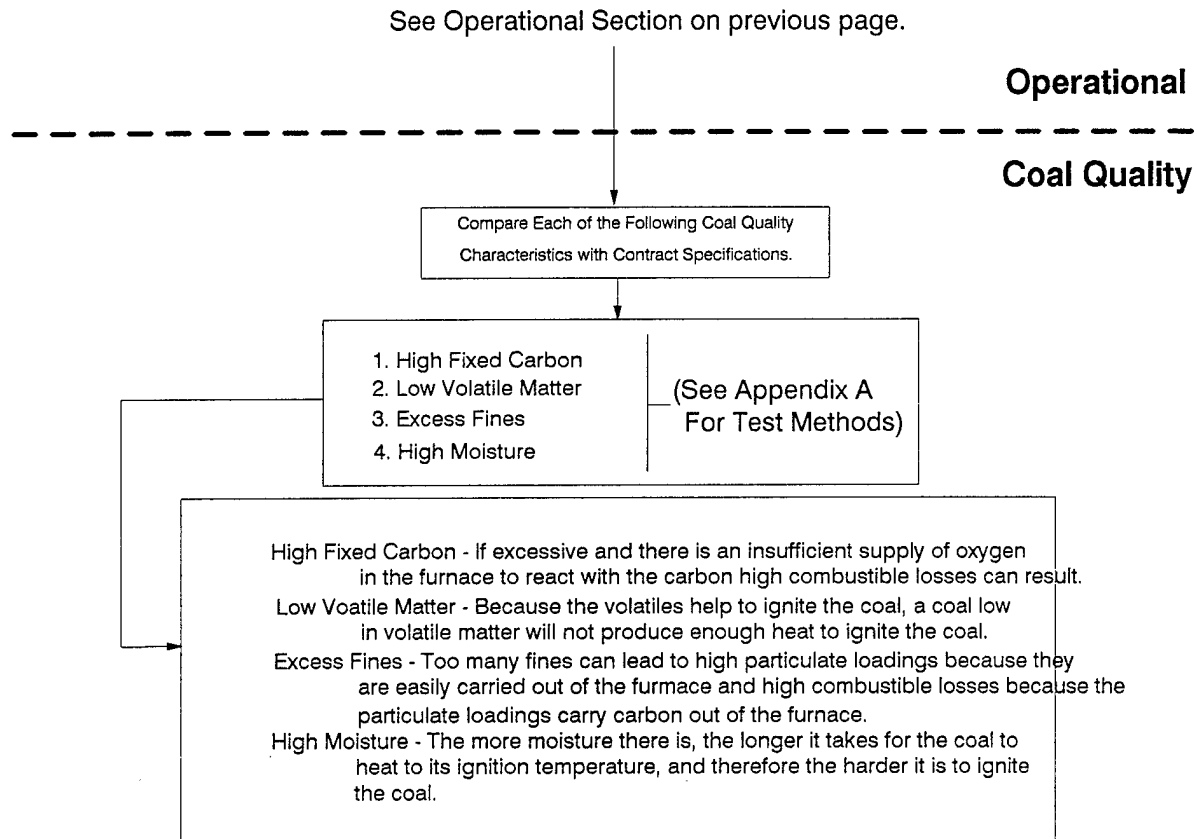 See Operational Section on previous page.
Operational
Coal Quality
Compare Each of the Following Coal Quality
Characteristics with Contract Specifications.
1. High Fixed Carbon
2. Low Volatile Matter
3. Excess Fines
4. High Moisture
(See Appendix A
For Test Methods)
High Fixed Carbon - If excessive and there is an insufficient supply of oxygen
in the furnace to react with the carbon high combustible losses can result.
Low Voatile Matter - Because the volatiles help to ignite the coal, a coal low
in volatile matter will not produce enough heat to ignite the coal.
Excess Fines - Too many fines can lead to high particulate loadings because they
are easily carried out of the furmace and high combustible losses because the
particulate loadings carry carbon out of the furnace.
High Moisture - The more moisture there is, the longer it takes for the coal to
heat to its ignition temperature, and therefore the harder it is to ignite
the coal.